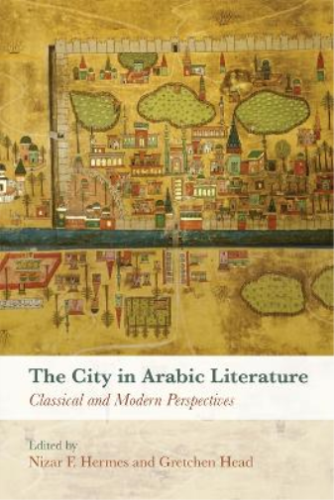 The City in Arabic Literature
Classical and Modern Perspectives
Edited by
Nizar F. Hermes and Gretchen Head